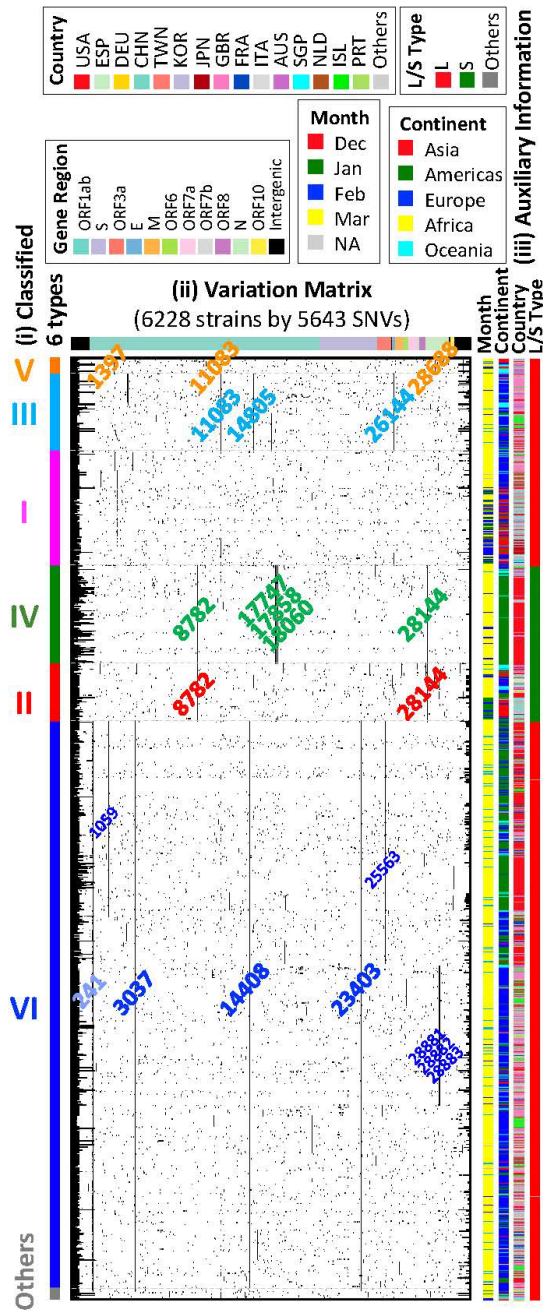 Country
USA
ESP
DEU
CHN
TWN
KOR
JPN
GBR
FRA
ITA
AUS
SGP
NLD
ISL
PRT
Others
L/S Type
L
S
Others
Gene Region
ORF1ab
S
ORF3a
E
M
ORF6
ORF7a
ORF7b
ORF8
N
ORF10
Intergenic
Month
Dec
Jan
Feb
Mar
NA
Continent
Asia
Americas
Europe
Africa
Oceania
(i) Classified
6 types
(ii) Variation Matrix
(6228 strains by 5643 SNVs)
(iii) Auxiliary Information
Month
Continent
Country
L/S Type
V
1397
11083
28688
III
11083
14805
26144
I
IV
8782
17747
17858
18060
28144
II
8782
28144
VI
1059
25563
241
3037
14408
23403
28881
28882
28883
Others